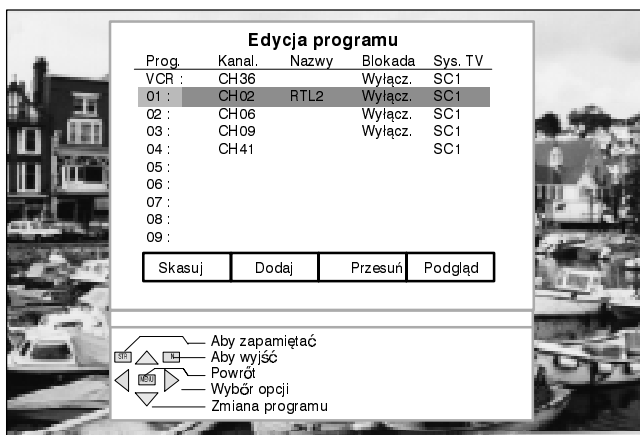 Edycja programu
Prog. Kanal. Nazwy Blokada Sys. TV
VCR : CH36 Wyłącz. SC1
01 : CH02 RTL2 Wyłącz. SC1
02 : CH06 Wyłącz. SC1
03 : CH09 Wyłącz. SC1
04 : CH41 SC1
05 :
06 :
07 :
08 :
09 :
Skasuj Dodaj Przesuń Podgląd
Aby zapamiętać
STR N Aby wyjść
MENU Powrót
Wybór opcji
Zmiana programu